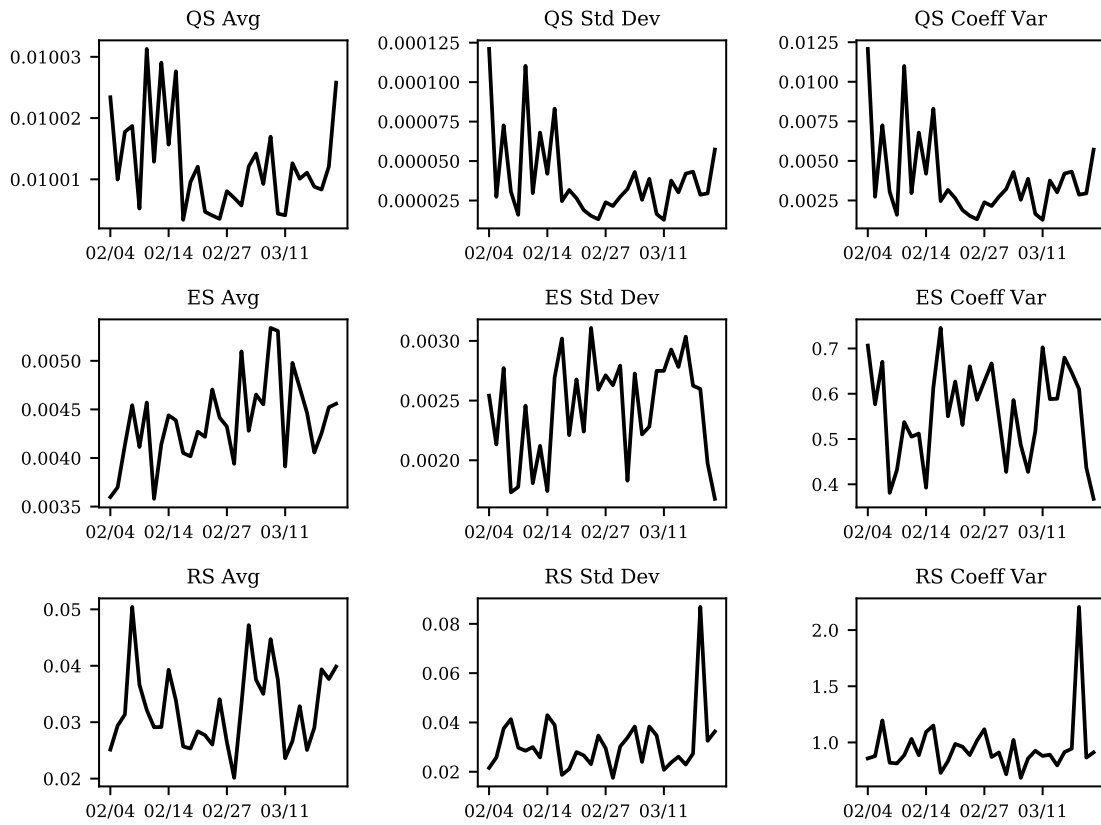 QS Avg
0.01003
0.01002
0.01001
02/04 02/14 02/27 03/11
QS Std Dev
0.000125
0.000100
0.000075
0.000050
0.000025
02/04 02/14 02/27 03/11
QS Coeff Var
0.0125
0.0100
0.0075
0.0050
0.0025
02/04 02/14 02/27 03/11
ES Avg
0.0050
0.0045
0.0040
0.0035
02/04 02/14 02/27 03/11
ES Std Dev
0.0030
0.0025
0.0020
02/04 02/14 02/27 03/11
ES Coeff Var
0.7
0.6
0.5
0.4
02/04 02/14 02/27 03/11
RS Avg
0.05
0.04
0.03
0.02
02/04 02/14 02/27 03/11
RS Std Dev
0.08
0.06
0.04
0.02
02/04 02/14 02/27 03/11
RS Coeff Var
2.0
1.5
1.0
02/04 02/14 02/27 03/11